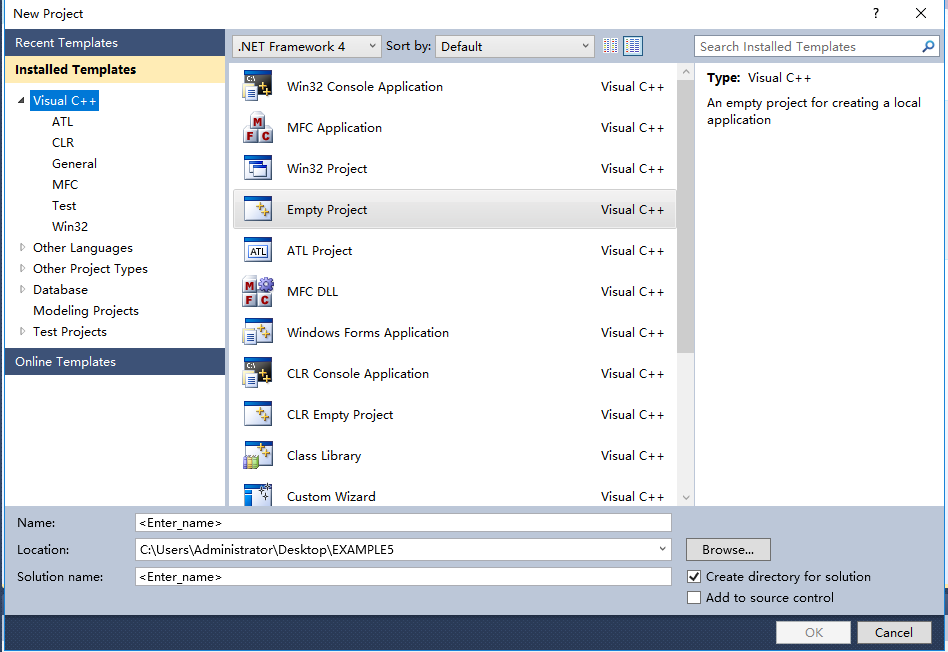 New Project
?
Recent Templates
.NET Framework 4
Sort by:
Default
Search Installed Templates
Installed Templates
Visual C++
ATL
CLR
General
MFC
Test
Win32
Other Languages
Other Project Types
Database
Modeling Projects
Test Projects
Online Templates
Win32 Console Application Visual C++
MFC Application Visual C++
Win32 Project Visual C++
Empty Project Visual C++
ATL Project Visual C++
MFC DLL Visual C++
Windows Forms Application Visual C++
CLR Console Application Visual C++
CLR Empty Project Visual C++
Class Library Visual C++
Custom Wizard Visual C++
Type: Visual C++
An empty project for creating a local
application
Name: <Enter_name>
Location: C:\Users\Administrator\Desktop\EXAMPLE5
Browse...
Solution name: <Enter_name>
Create directory for solution
Add to source control
OK
Cancel